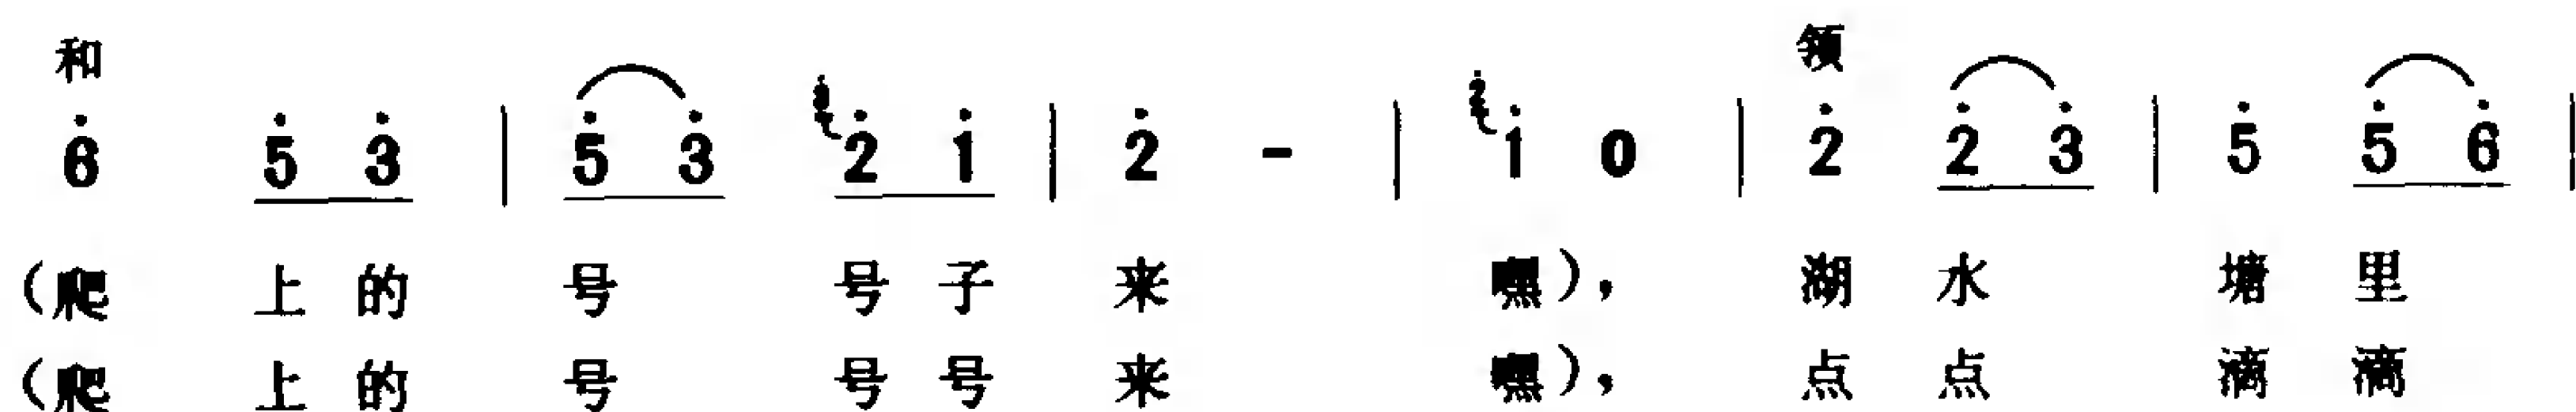 和 领
6̇ 5̇ 3̇ | 5̇ 3̇ 2̇ 1̇ | 2̇ - | 2̇ 1̇ 0 | 2̇ 2̇ 3̇ | 5̇ 5̇ 6̇ |
(爬 上 的 号 号 子 来 嘿), 湖 水 塘 里
(爬 上 的 号 号 号 来 嘿), 点 点 滴 滴